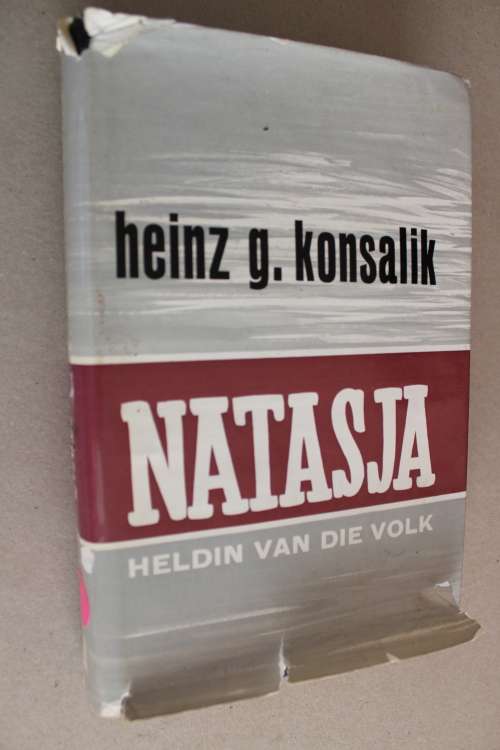 heinz g. konsalik
NATASJA
HELDIN VAN DIE VOLK